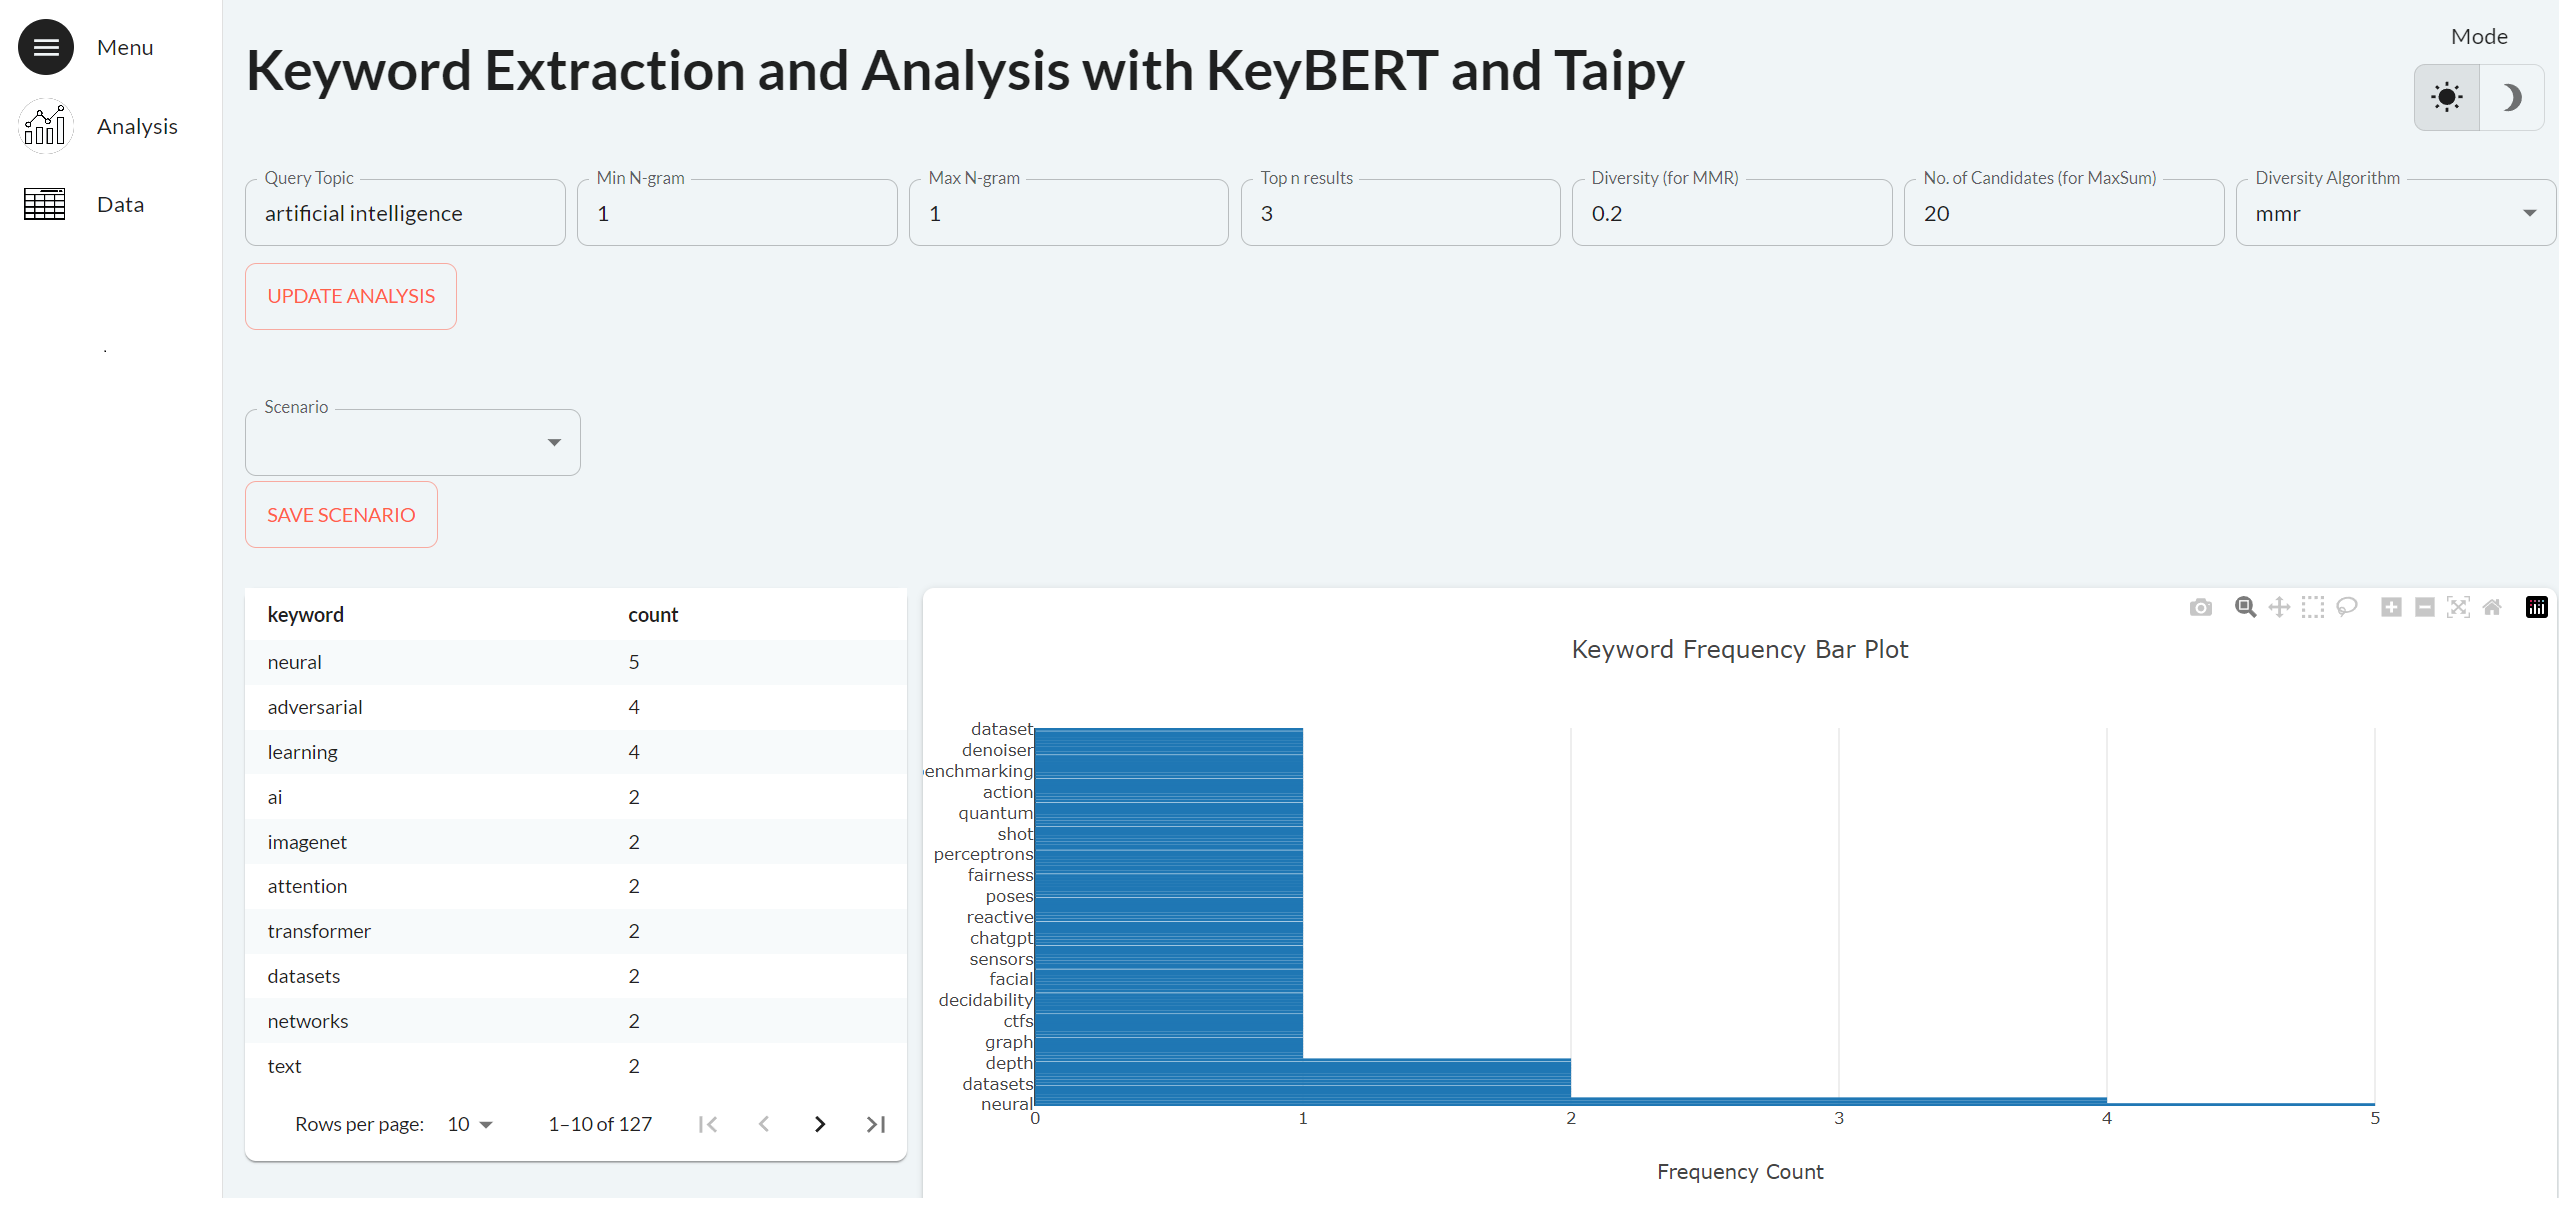 Menu
Analysis
Data
.
Keyword Extraction and Analysis with KeyBERT and Taipy
Mode
Query Topic
artificial intelligence
Min N-gram
1
Max N-gram
1
Top n results
3
Diversity (for MMR)
0.2
No. of Candidates (for MaxSum)
20
Diversity Algorithm
mmr
UPDATE ANALYSIS
Scenario
SAVE SCENARIO
keyword count
neural 5
adversarial 4
learning 4
ai 2
imagenet 2
attention 2
transformer 2
datasets 2
networks 2
text 2
Rows per page: 10 1–10 of 127
Keyword Frequency Bar Plot
dataset
denoiser
enchmarking
action
quantum
shot
perceptrons
fairness
poses
reactive
chatgpt
sensors
facial
decidability
ctfs
graph
depth
datasets
neural
0 1 2 3 4 5
Frequency Count